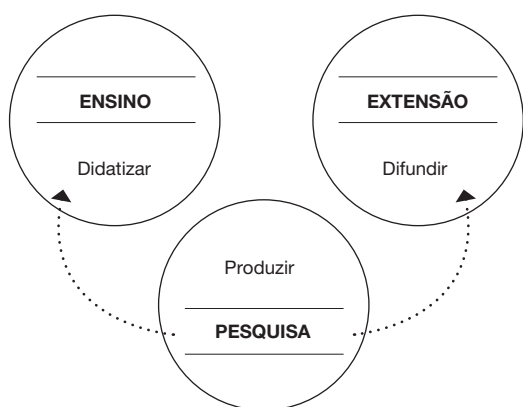 ENSINO
Didatizar
EXTENSÃO
Difundir
Produzir
PESQUISA